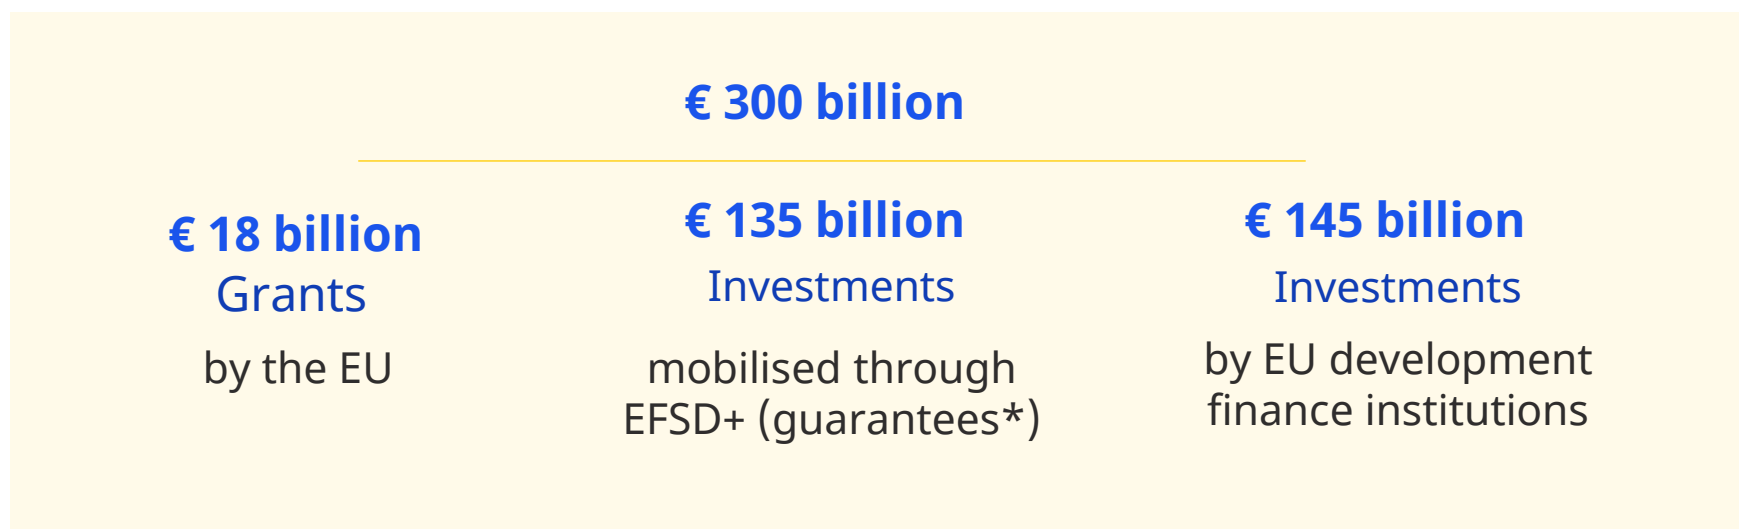 € 300 billion
€ 18 billion
Grants
by the EU
€ 135 billion
Investments
mobilised through
EFSD+ (guarantees*)
€ 145 billion
Investments
by EU development
finance institutions